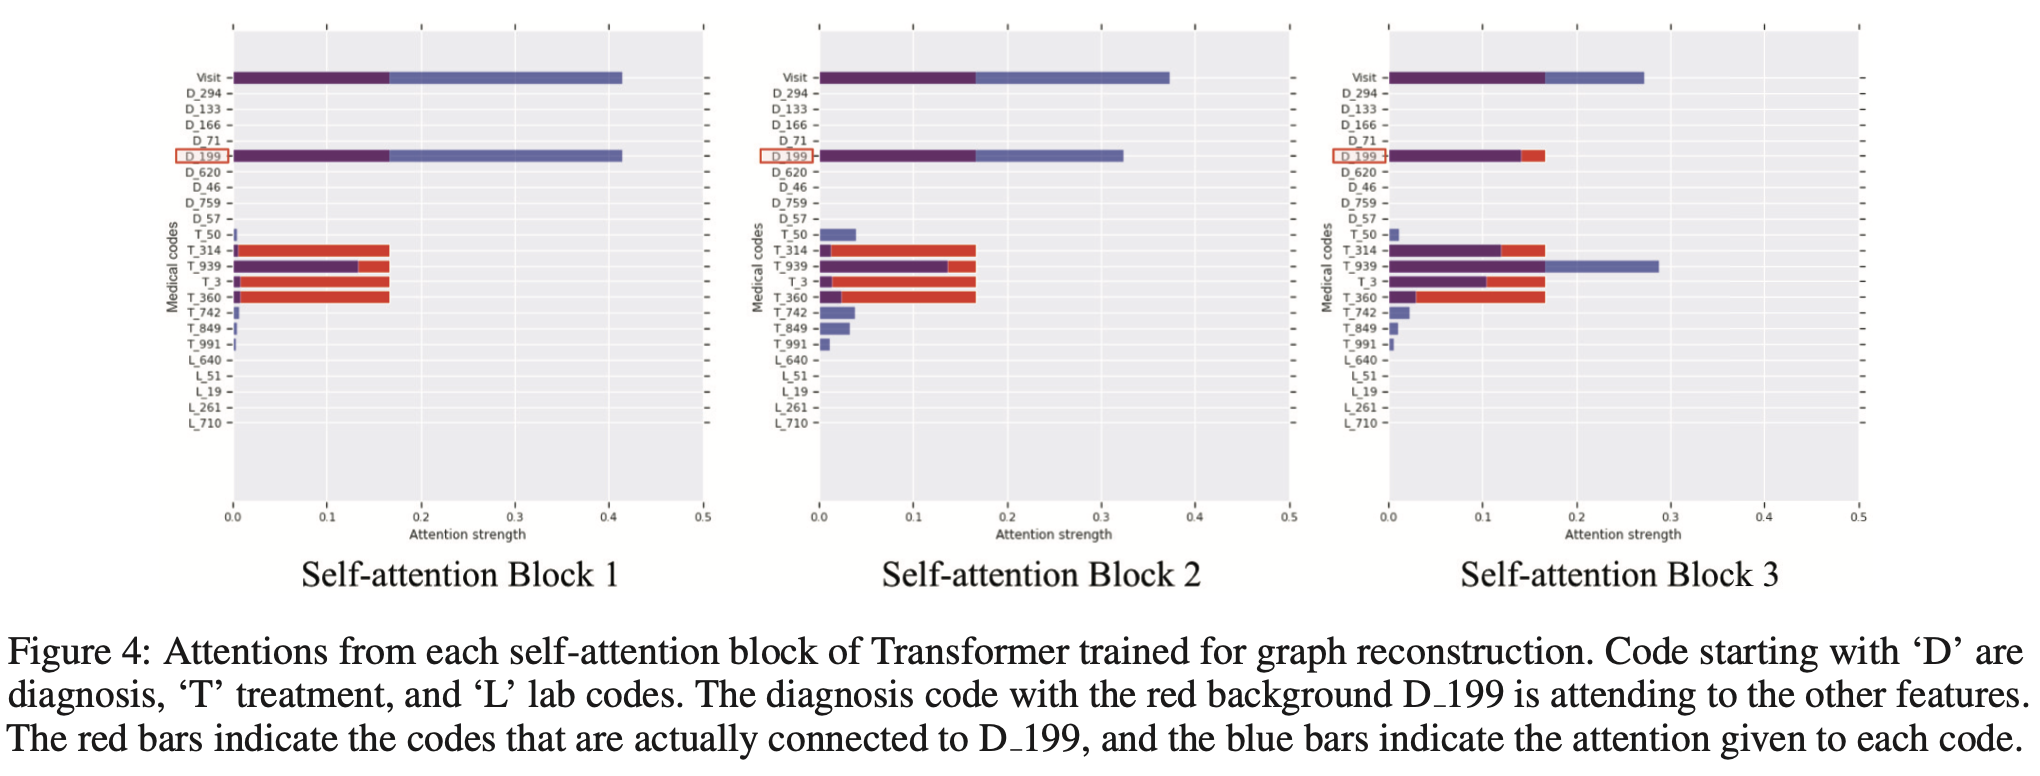 Visit
D_294
D_133
D_166
D_71
D_199
D_620
D_46
D_759
D_57
T_50
T_314
T_939
T_3
T_360
T_742
T_849
T_991
L_640
L_51
L_19
L_261
L_710
Medical codes
0.0 0.1 0.2 0.3 0.4 0.5
Attention strength
Self-attention Block 1
Visit
D_294
D_133
D_166
D_71
D_199
D_620
D_46
D_759
D_57
T_50
T_314
T_939
T_3
T_360
T_742
T_849
T_991
L_640
L_51
L_19
L_261
L_710
Medical codes
0.0 0.1 0.2 0.3 0.4 0.5
Attention strength
Self-attention Block 2
Visit
D_294
D_133
D_166
D_71
D_199
D_620
D_46
D_759
D_57
T_50
T_314
T_939
T_3
T_360
T_742
T_849
T_991
L_640
L_51
L_19
L_261
L_710
Medical codes
0.0 0.1 0.2 0.3 0.4 0.5
Attention strength
Self-attention Block 3
Figure 4: Attentions from each self-attention block of Transformer trained for graph reconstruction. Code starting with ‘D’ are
diagnosis, ‘T’ treatment, and ‘L’ lab codes. The diagnosis code with the red background D_199 is attending to the other features.
The red bars indicate the codes that are actually connected to D_199, and the blue bars indicate the attention given to each code.